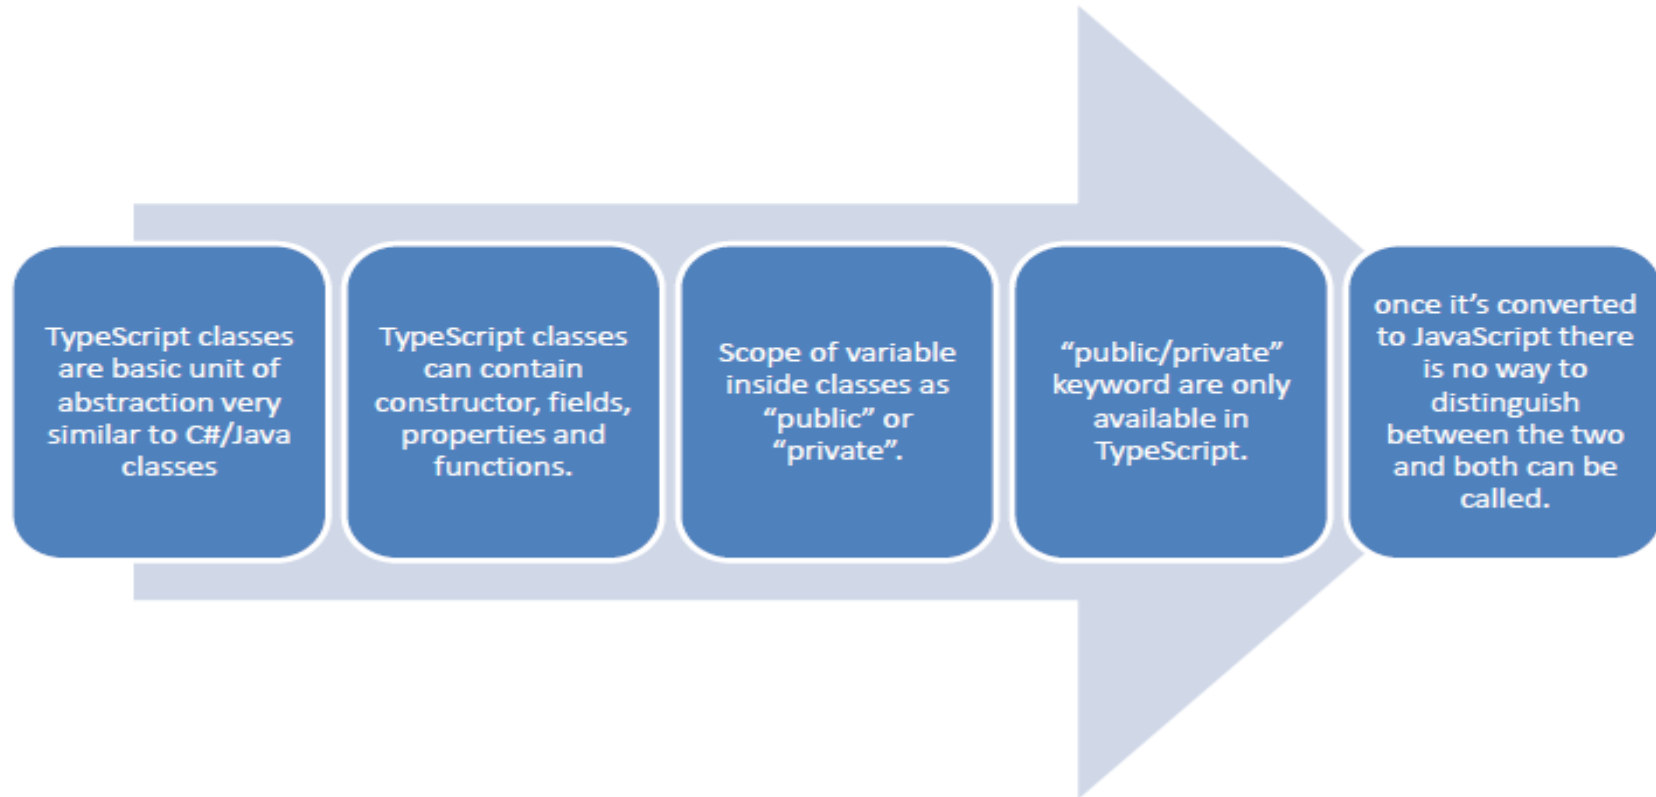 TypeScript classes
are basic unit of
abstraction very
similar to C#/Java
classes
TypeScript classes
can contain
constructor, fields,
properties and
functions.
Scope of variable
inside classes as
“public” or
“private”.
“public/private”
keyword are only
available in
TypeScript.
once it’s converted
to JavaScript there
is no way to
distinguish
between the two
and both can be
called.